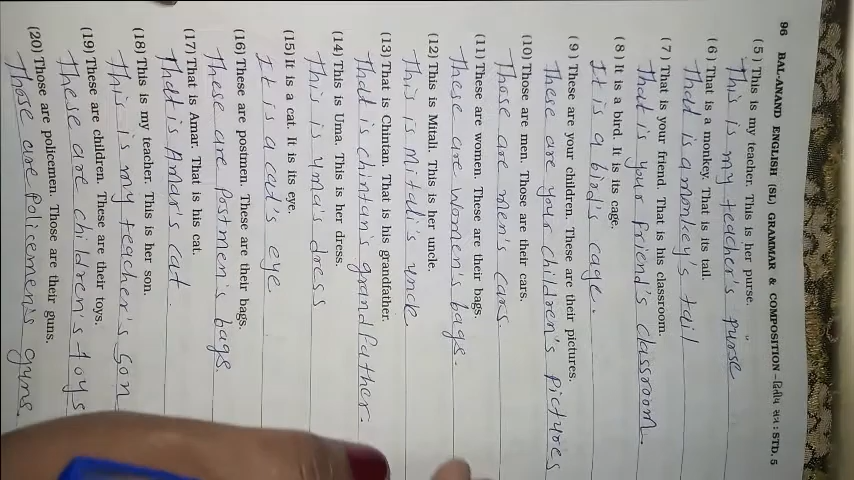 96 BAL-ANAND ENGLISH (SL) GRAMMAR & COMPOSITION – દ્વિતીય સત્ર : STD. 5
(5) This is my teacher. This is her purse.
This is my teacher's purse
(6) That is a monkey. That is its tail.
That is a monkey's tail
(7) That is your friend. That is his classroom.
That is your friend's classroom.
(8) It is a bird. It is its cage.
It is a bird's cage.
(9) These are your children. These are their pictures.
These are your children's Pictures
(10) Those are men. Those are their cars.
Those are men's cars.
(11) These are women. These are their bags.
These are women's bags.
(12) This is Mitali. This is her uncle.
This is Mitali's uncle
(13) That is Chintan. That is his grandfather.
That is chintan's grandfather.
(14) This is Uma. This is her dress.
This is Uma's dress
(15) It is a cat. It is its eye.
It is a cat's eye
(16) These are postmen. These are their bags.
These are Postmen's bags.
(17) That is Amar. That is his cat.
That is Amar's cat.
(18) This is my teacher. This is her son.
This is my teacher's son
(19) These are children. These are their toys.
These are children's toys
(20) Those are policemen. Those are their guns.
Those are Policemen's guns.